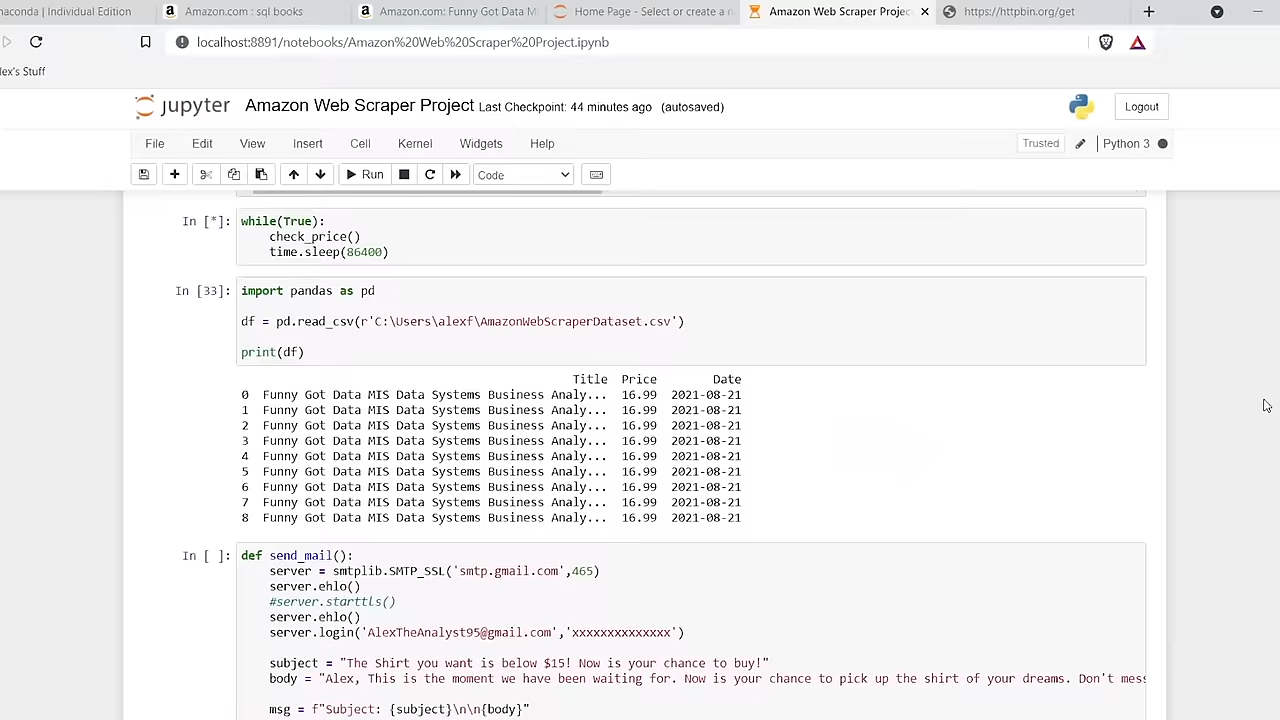 naconda | Individual Edition
Amazon.com : sql books
Amazon.com: Funny Got Data M
Home Page - Select or create a n
Amazon Web Scraper Projec
https://httpbin.org/get
localhost:8891/notebooks/Amazon%20Web%20Scraper%20Project.ipynb
lex's Stuff
jupyter Amazon Web Scraper Project Last Checkpoint: 44 minutes ago (autosaved)
Logout
File Edit View Insert Cell Kernel Widgets Help
Trusted Python 3
Run Code
In [*]: while(True):
check_price()
time.sleep(86400)
In [33]: import pandas as pd
df = pd.read_csv(r'C:\Users\alexf\AmazonWebScraperDataset.csv')
print(df)
Title Price Date
0 Funny Got Data MIS Data Systems Business Analy... 16.99 2021-08-21
1 Funny Got Data MIS Data Systems Business Analy... 16.99 2021-08-21
2 Funny Got Data MIS Data Systems Business Analy... 16.99 2021-08-21
3 Funny Got Data MIS Data Systems Business Analy... 16.99 2021-08-21
4 Funny Got Data MIS Data Systems Business Analy... 16.99 2021-08-21
5 Funny Got Data MIS Data Systems Business Analy... 16.99 2021-08-21
6 Funny Got Data MIS Data Systems Business Analy... 16.99 2021-08-21
7 Funny Got Data MIS Data Systems Business Analy... 16.99 2021-08-21
8 Funny Got Data MIS Data Systems Business Analy... 16.99 2021-08-21
In [ ]: def send_mail():
server = smtplib.SMTP_SSL('smtp.gmail.com',465)
server.ehlo()
#server.starttls()
server.ehlo()
server.login('AlexTheAnalyst95@gmail.com','xxxxxxxxxxxxxx')
subject = "The Shirt you want is below $15! Now is your chance to buy!"
body = "Alex, This is the moment we have been waiting for. Now is your chance to pick up the shirt of your dreams. Don't mess
msg = f"Subject: {subject}\n\n{body}"